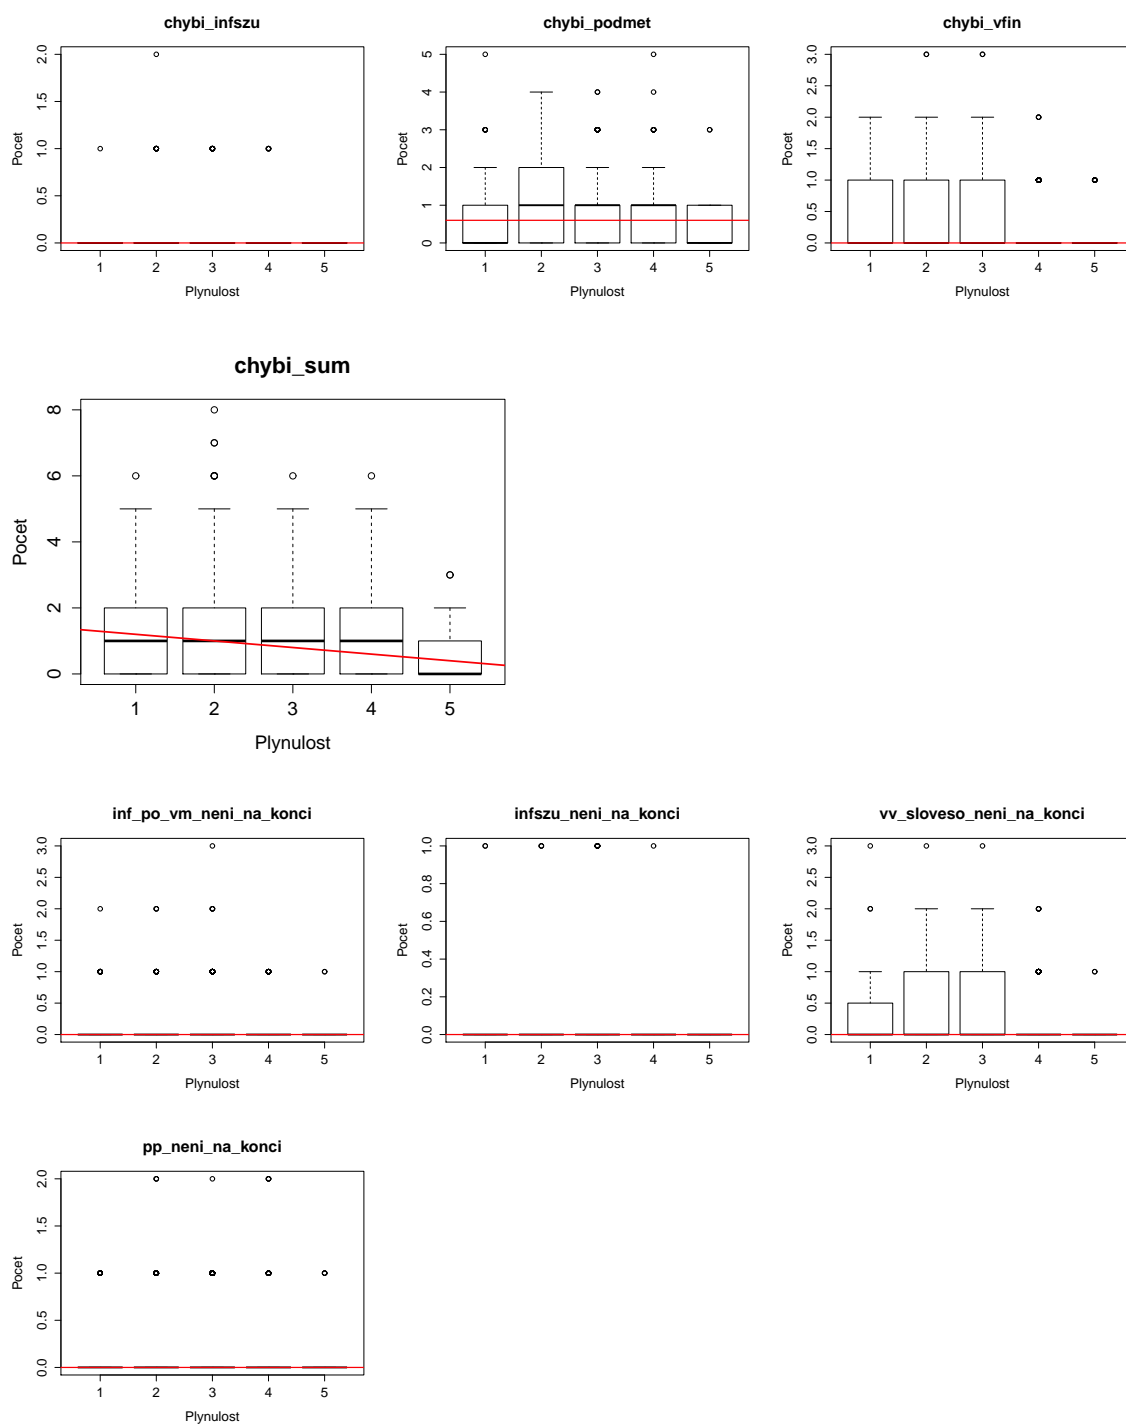 chybi_infszu
Pocet
0.0 0.5 1.0 1.5 2.0
1 2 3 4 5
Plynulost
chybi_podmet
Pocet
0 1 2 3 4 5
1 2 3 4 5
Plynulost
chybi_vfin
Pocet
0.0 0.5 1.0 1.5 2.0 2.5 3.0
1 2 3 4 5
Plynulost
chybi_sum
Pocet
0 2 4 6 8
1 2 3 4 5
Plynulost
inf_po_vm_neni_na_konci
Pocet
0.0 0.5 1.0 1.5 2.0 2.5 3.0
1 2 3 4 5
Plynulost
infszu_neni_na_konci
Pocet
0.0 0.2 0.4 0.6 0.8 1.0
1 2 3 4 5
Plynulost
vv_sloveso_neni_na_konci
Pocet
0.0 0.5 1.0 1.5 2.0 2.5 3.0
1 2 3 4 5
Plynulost
pp_neni_na_konci
Pocet
0.0 0.5 1.0 1.5 2.0
1 2 3 4 5
Plynulost